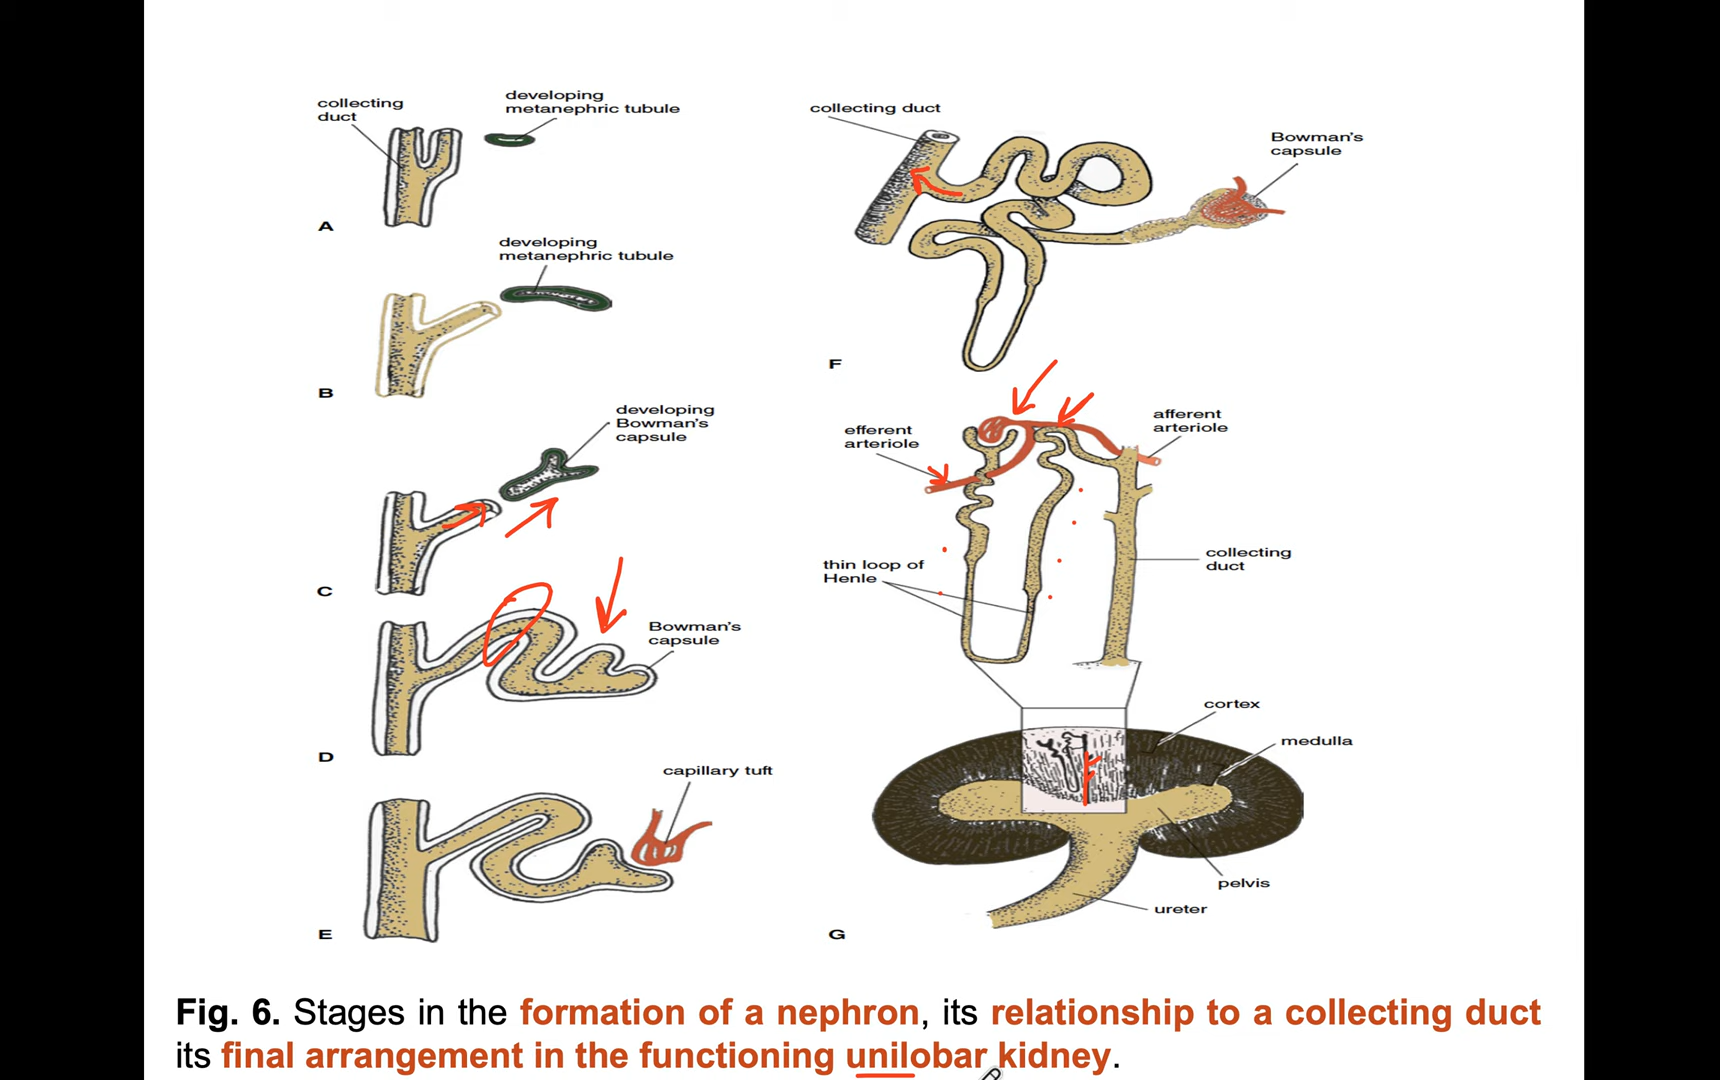 collecting
duct
developing
metanephric tubule
A
developing
metanephric tubule
B
developing
Bowman's
capsule
C
Bowman's
capsule
D
capillary tuft
E
collecting duct
Bowman's
capsule
F
efferent
arteriole
afferent
arteriole
thin loop of
Henle
collecting
duct
cortex
medulla
pelvis
ureter
G
Fig. 6. Stages in the formation of a nephron, its relationship to a collecting duct
its final arrangement in the functioning unilobar kidney.